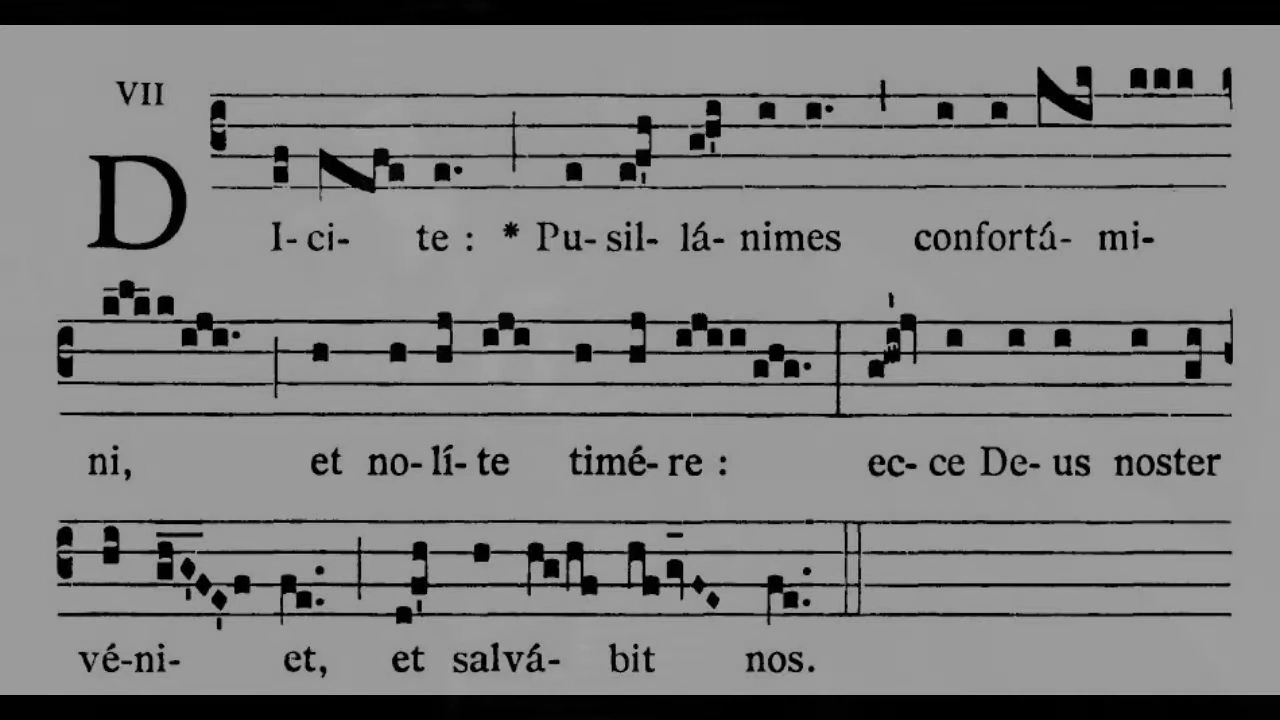 VII
DI- ci- te : * Pu- sil- lá- nimes confortá- mi-
ni, et no- lí- te timé- re : ec- ce De- us noster
vé-ni- et, et salvá- bit nos.